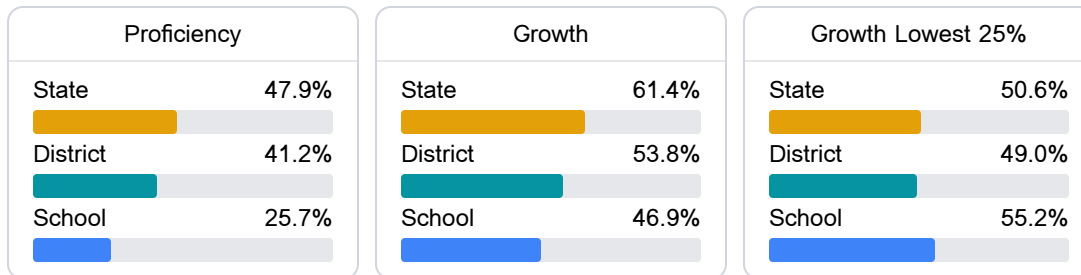 Proficiency
State 47.9%
District 41.2%
School 25.7%
Growth
State 61.4%
District 53.8%
School 46.9%
Growth Lowest 25%
State 50.6%
District 49.0%
School 55.2%